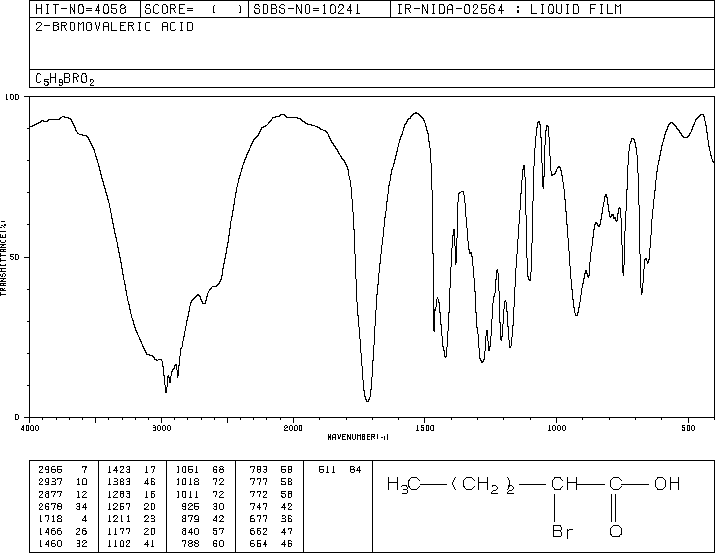 HIT-NO=4058 SCORE= ( ) SDBS-NO=10241 IR-NIDA-02564 : LIQUID FILM
2-BROMOVALERIC ACID
C5H9BRO2
100
50
0
TRANSMITTANCE(%)
4000 3000 2000 1500 1000 500
WAVENUMBER(-1)
2965 7 1423 17 1051 68 783 58 511 84
2937 10 1383 46 1018 72 777 58
2877 12 1283 16 1011 72 772 58
2678 34 1257 20 925 30 747 42
1718 4 1211 23 879 42 677 36
1466 26 1177 20 840 57 662 47
1460 32 1102 41 788 60 654 46
H3C (CH2)2 CH C OH
Br O